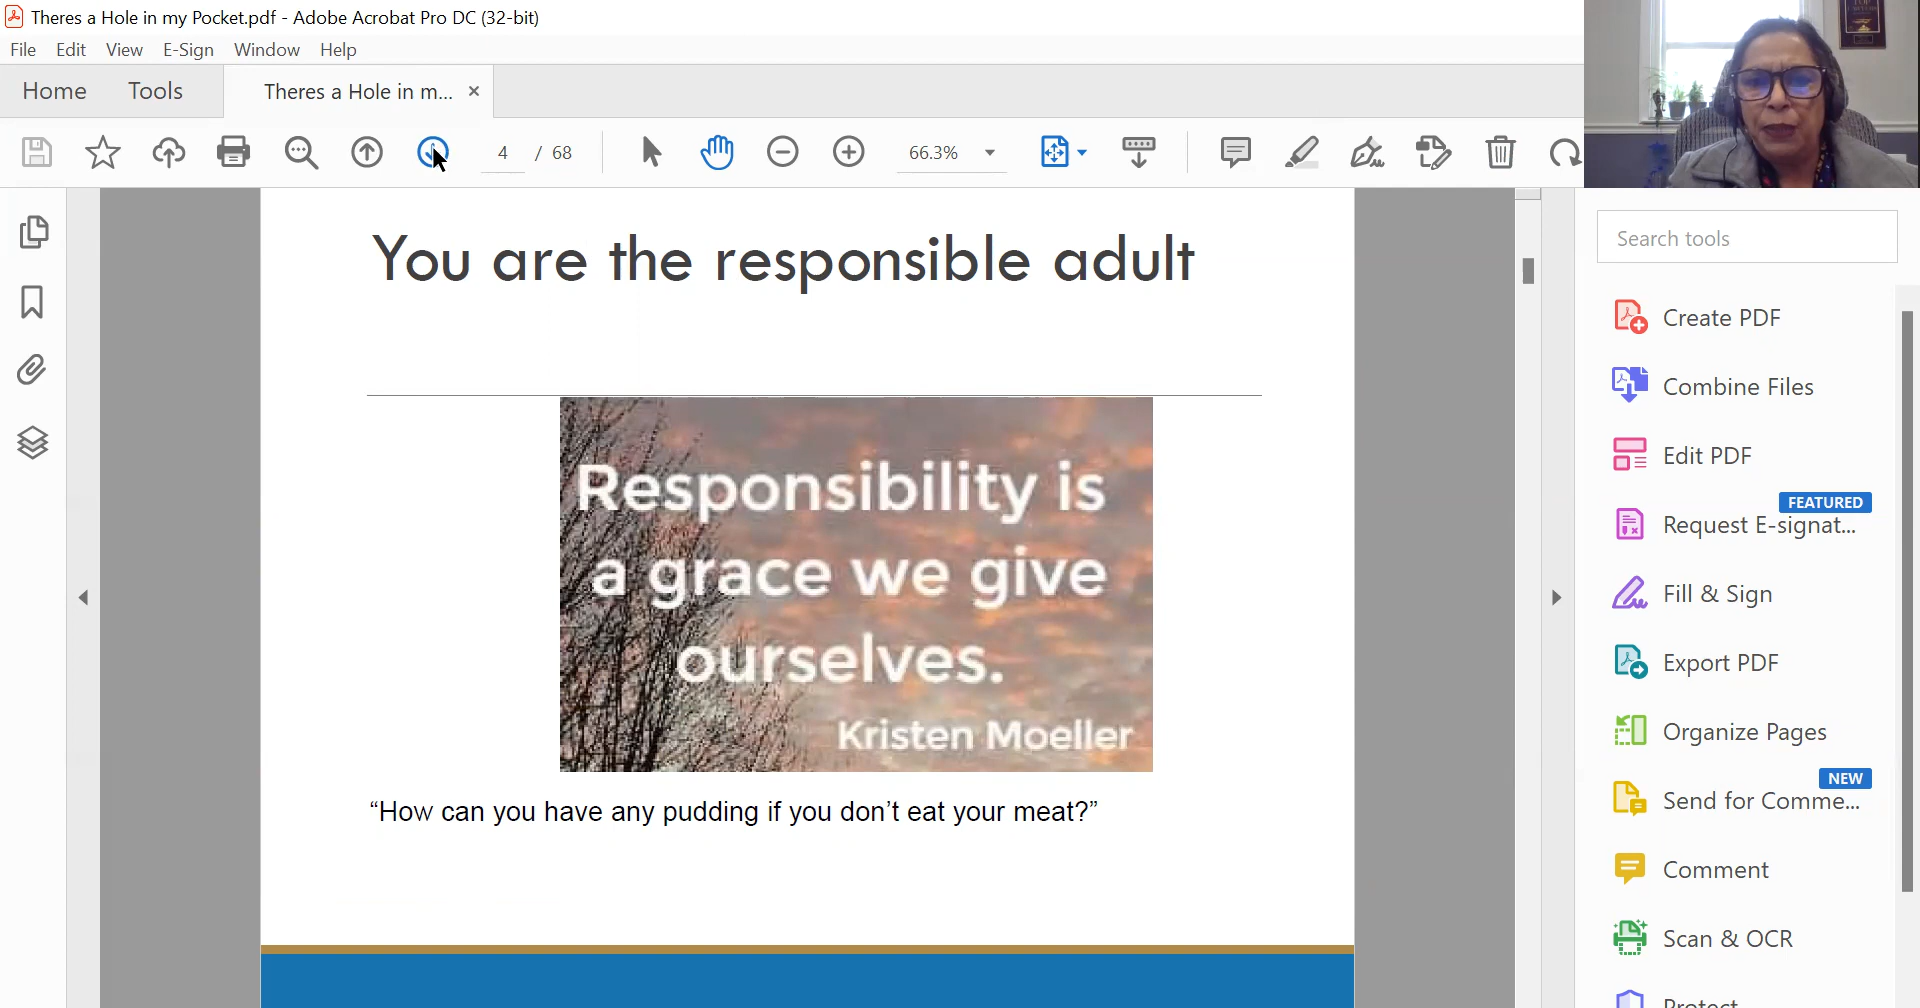 Theres a Hole in my Pocket.pdf - Adobe Acrobat Pro DC (32-bit)
File Edit View E-Sign Window Help
Home Tools Theres a Hole in m... ×
4 / 68 66.3%
You are the responsible adult
Responsibility is
a grace we give
ourselves.
Kristen Moeller
“How can you have any pudding if you don’t eat your meat?”
Search tools
Create PDF
Combine Files
Edit PDF
FEATURED
Request E-signat...
Fill & Sign
Export PDF
Organize Pages
NEW
Send for Comme...
Comment
Scan & OCR
Protect